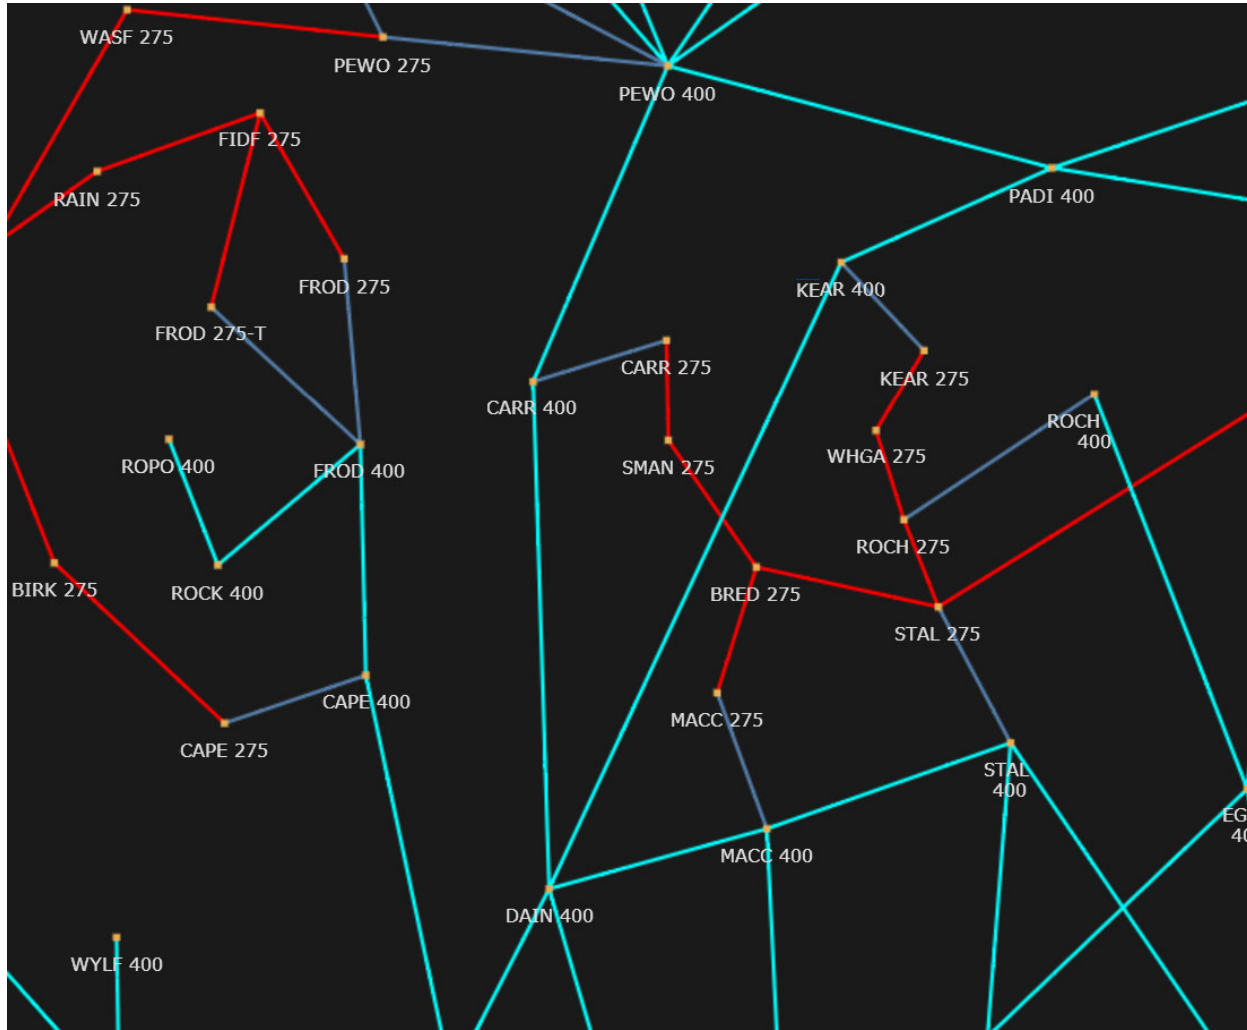 WASF 275
PEWO 275
PEWO 400
FIDF 275
RAIN 275
PADI 400
FROD 275
KEAR 400
FROD 275-T
CARR 275
KEAR 275
CARR 400
ROCH
400
ROPO 400
FROD 400
SMAN 275
WHGA 275
ROCH 275
BIRK 275
ROCK 400
BRED 275
STAL 275
CAPE 400
MACC 275
CAPE 275
STAL
400
EG
40
MACC 400
DAIN 400
WYLF 400